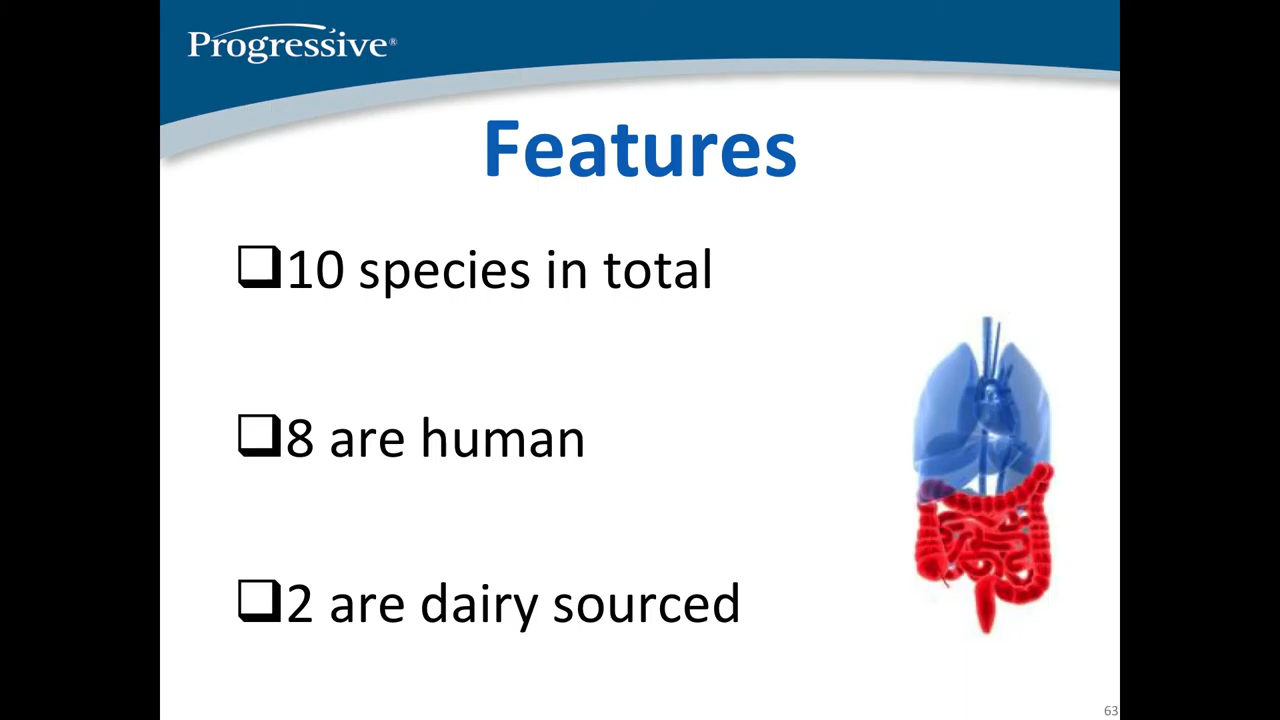 Progressive®
Features
❑10 species in total
❑8 are human
❑2 are dairy sourced
63